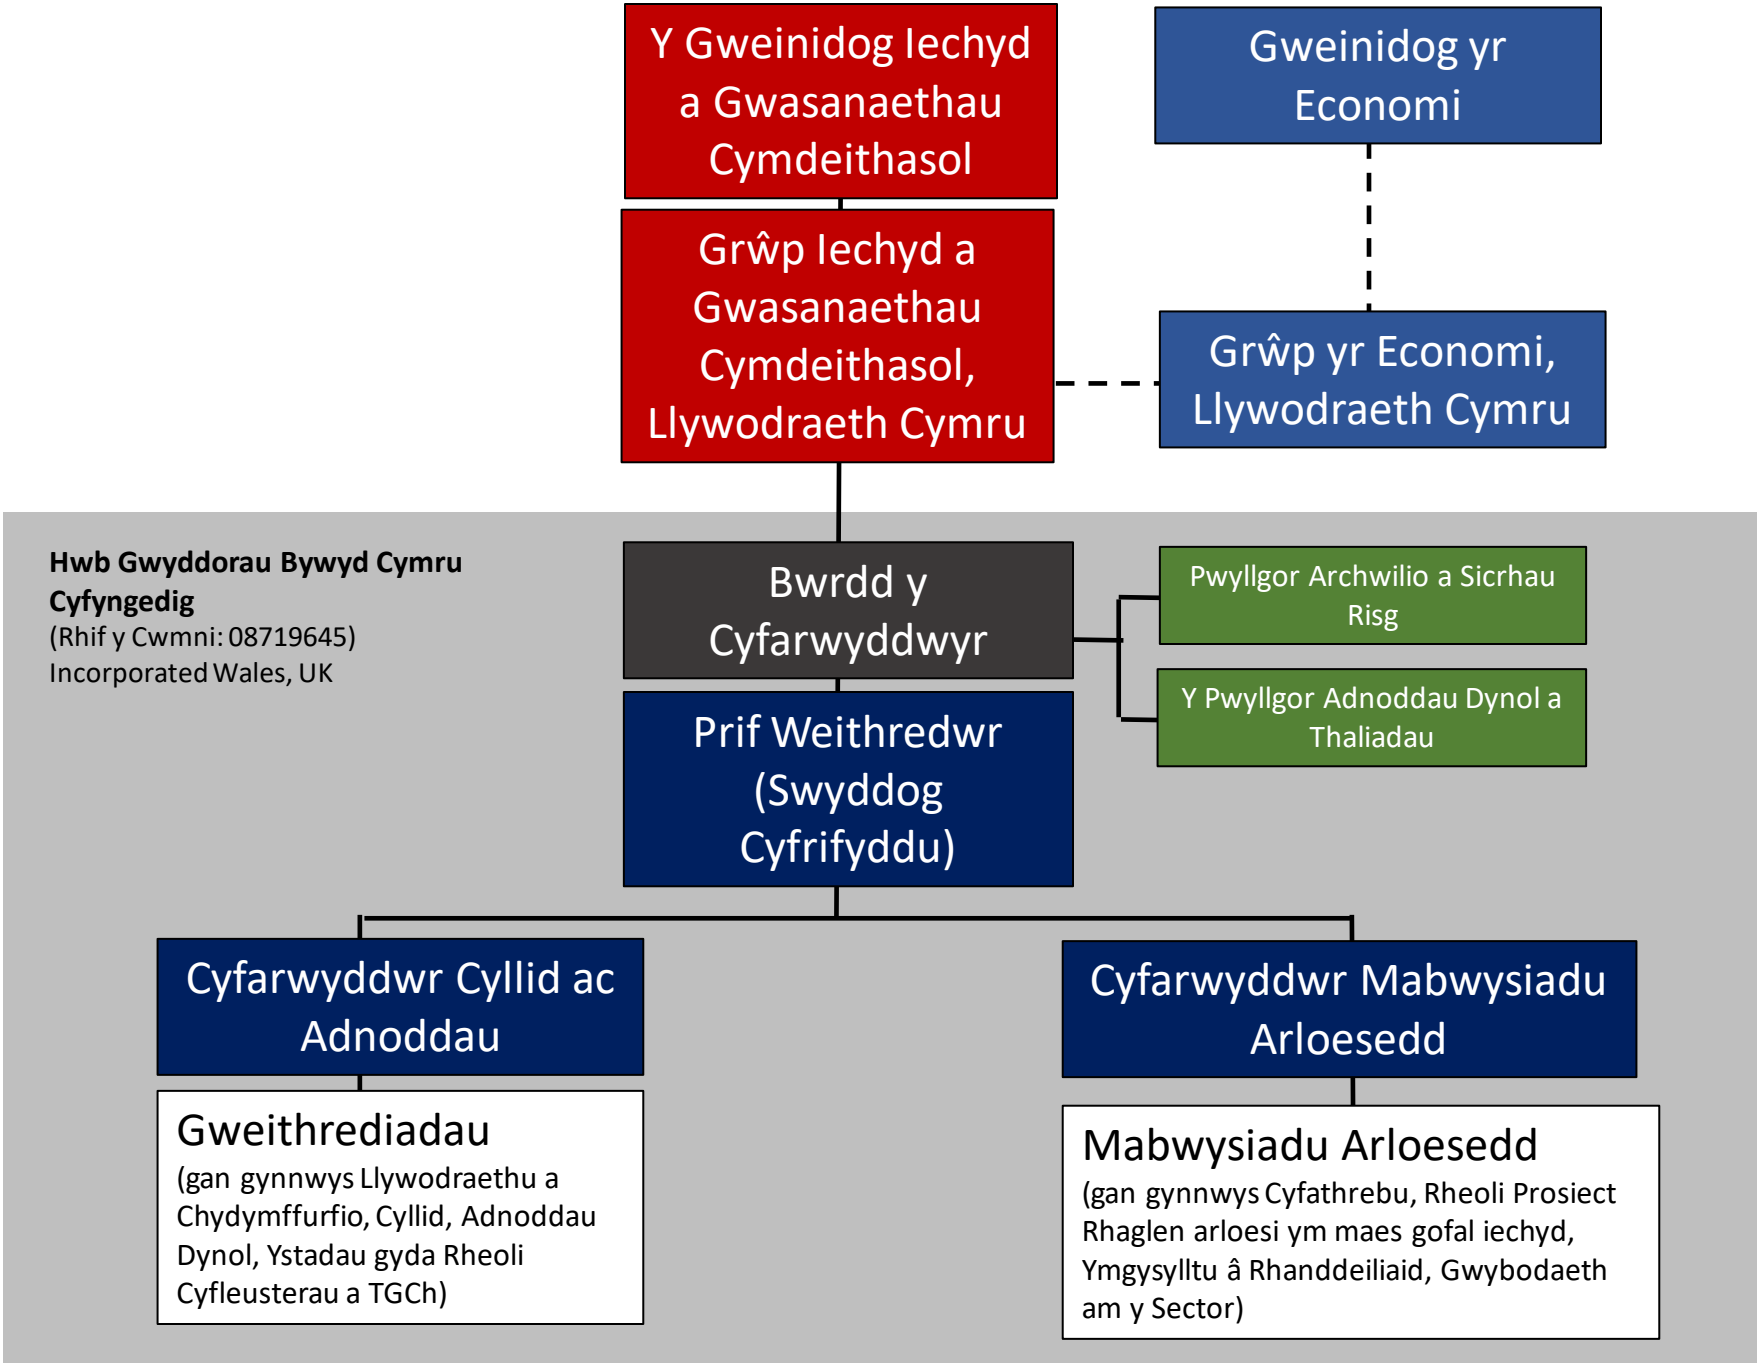 Y Gweinidog Iechyd
a Gwasanaethau
Cymdeithasol
Gweinidog yr
Economi
Grŵp Iechyd a
Gwasanaethau
Cymdeithasol,
Llywodraeth Cymru
Grŵp yr Economi,
Llywodraeth Cymru
Hwb Gwyddorau Bywyd Cymru
Cyfyngedig
(Rhif y Cwmni: 08719645)
Incorporated Wales, UK
Bwrdd y
Cyfarwyddwyr
Pwyllgor Archwilio a Sicrhau
Risg
Y Pwyllgor Adnoddau Dynol a
Thaliadau
Prif Weithredwr
(Swyddog
Cyfrifyddu)
Cyfarwyddwr Cyllid ac
Adnoddau
Cyfarwyddwr Mabwysiadu
Arloesedd
Gweithrediadau
(gan gynnwys Llywodraethu a
Chydymffurfio, Cyllid, Adnoddau
Dynol, Ystadau gyda Rheoli
Cyfleusterau a TGCh)
Mabwysiadu Arloesedd
(gan gynnwys Cyfathrebu, Rheoli Prosiect
Rhaglen arloesi ym maes gofal iechyd,
Ymgysylltu â Rhanddeiliaid, Gwybodaeth
am y Sector)